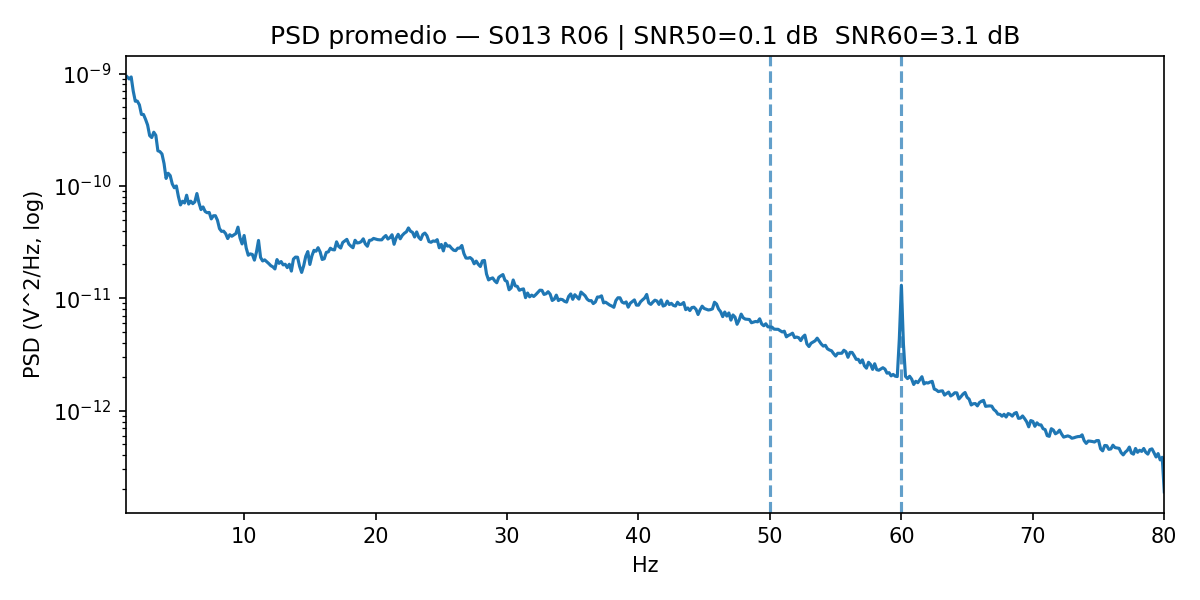 PSD promedio — S013 R06 | SNR50=0.1 dB  SNR60=3.1 dB
PSD (V^2/Hz, log)
10⁻⁹
10⁻¹⁰
10⁻¹¹
10⁻¹²
10 20 30 40 50 60 70 80
Hz